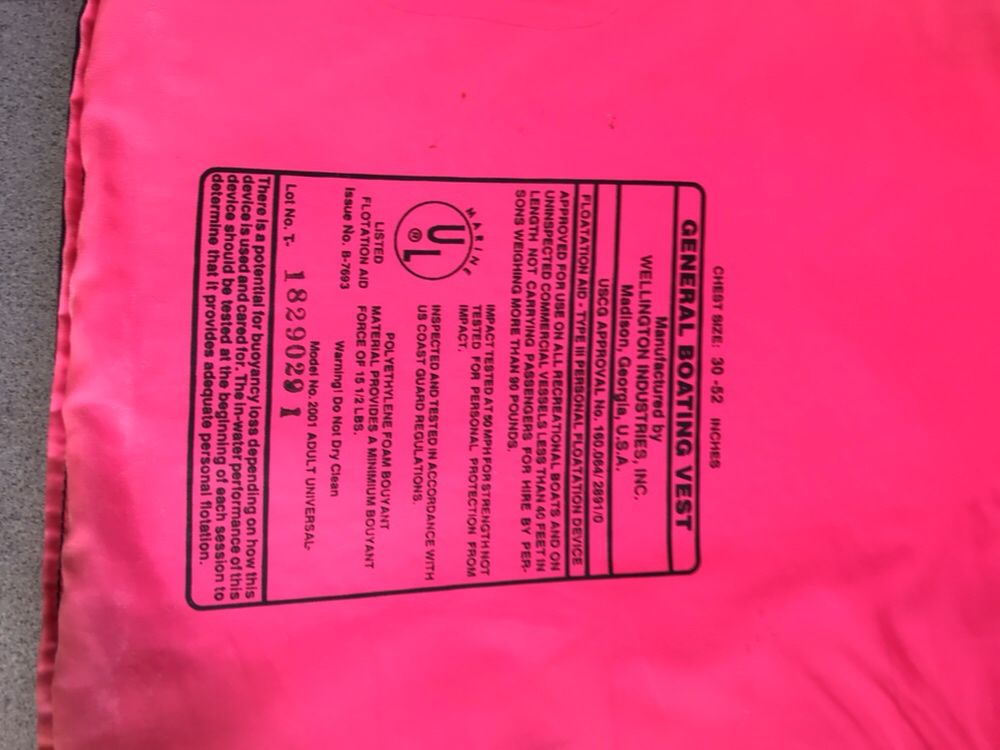 CHEST SIZE: 30 -52 INCHES
GENERAL BOATING VEST
Manufactured by
WELLINGTON INDUSTRIES, INC.
Madison, Georgia, U.S.A.
USCG APPROVAL No. 160.064/ 2891/0
FLOATATION AID - TYPE III PERSONAL FLOATATION DEVICE
APPROVED FOR USE ON ALL RECREATIONAL BOATS AND ON
UNINSPECTED COMMERCIAL VESSELS LESS THAN 40 FEET IN
LENGTH NOT CARRYING PASSENGERS FOR HIRE BY PER-
SONS WEIGHING MORE THAN 90 POUNDS.
MARINE
UL ®
LISTED
FLOTATION AID
Issue No. B-7693
IMPACT TESTED AT 50 MPH FOR STRENGTH NOT
TESTED FOR PERSONAL PROTECTION FROM
IMPACT.
INSPECTED AND TESTED IN ACCORDANCE WITH
US COAST GUARD REGULATIONS.
POLYETHYLENE FOAM BOUYANT
MATERIAL PROVIDES A MINIMIUM BOUYANT
FORCE OF 15 1/2 LBS.
Warning! Do Not Dry Clean
Model No. 2001 ADULT UNIVERSAL-
Lot No. T- 1829029 1
There is a potential for buoyancy loss depending on how this
device is used and cared for. The in-water performance of this
device should be tested at the beginning of each session to
determine that it provides adequate personal flotation.